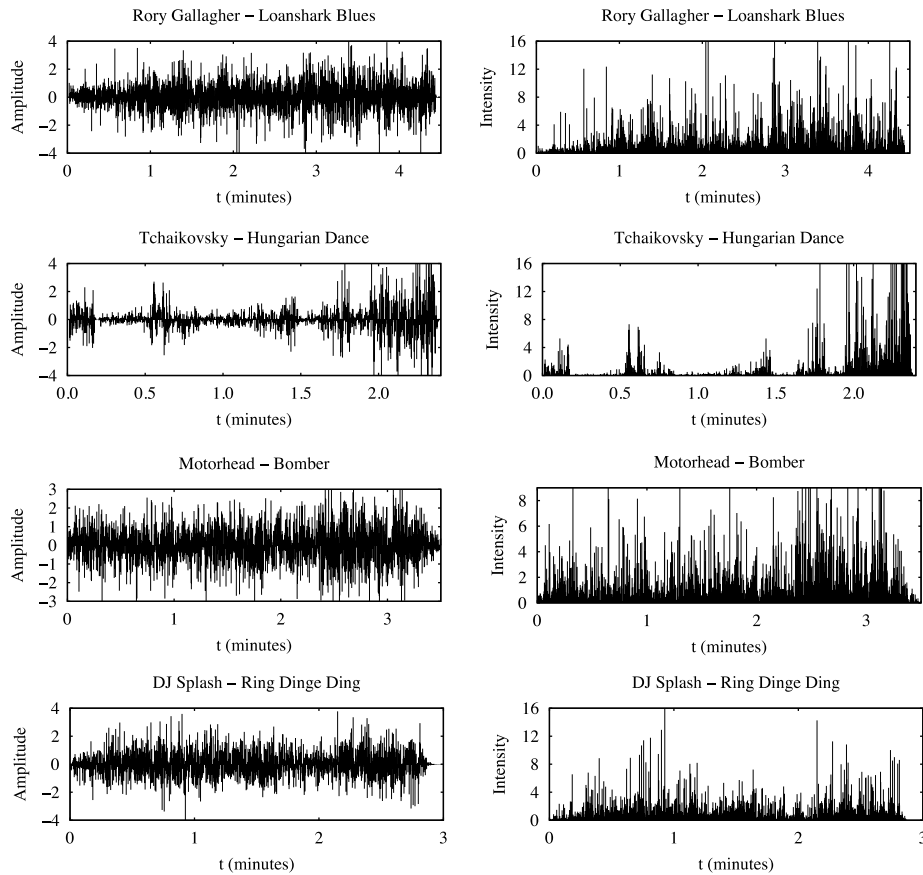 Rory Gallagher – Loanshark Blues
Amplitude
4
2
0
−2
−4
0 1 2 3 4
t (minutes)
Rory Gallagher – Loanshark Blues
Intensity
16
12
8
4
0
0 1 2 3 4
t (minutes)
Tchaikovsky – Hungarian Dance
Amplitude
4
2
0
−2
−4
0.0 0.5 1.0 1.5 2.0
t (minutes)
Tchaikovsky – Hungarian Dance
Intensity
16
12
8
4
0
0.0 0.5 1.0 1.5 2.0
t (minutes)
Motorhead – Bomber
Amplitude
3
2
1
0
−1
−2
−3
0 1 2 3
t (minutes)
Motorhead – Bomber
Intensity
8
6
4
2
0
0 1 2 3
t (minutes)
DJ Splash – Ring Dinge Ding
Amplitude
4
2
0
−2
−4
0 1 2 3
t (minutes)
DJ Splash – Ring Dinge Ding
Intensity
16
12
8
4
0
0 1 2 3
t (minutes)